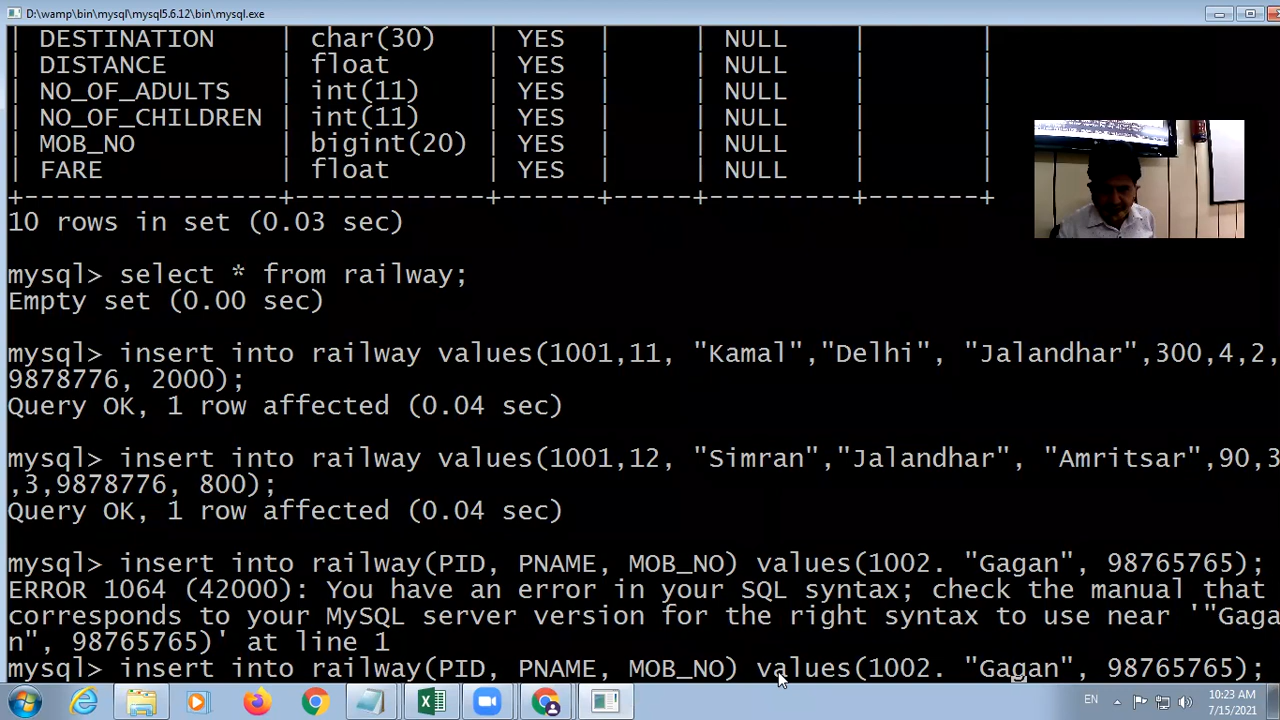 D:\wamp\bin\mysql\mysql5.6.12\bin\mysql.exe
| DESTINATION | char(30) | YES | | NULL | |
| DISTANCE | float | YES | | NULL | |
| NO_OF_ADULTS | int(11) | YES | | NULL | |
| NO_OF_CHILDREN | int(11) | YES | | NULL | |
| MOB_NO | bigint(20) | YES | | NULL | |
| FARE | float | YES | | NULL | |
+----------------+------------+------+-----+---------+-------+
10 rows in set (0.03 sec)
mysql> select * from railway;
Empty set (0.00 sec)
mysql> insert into railway values(1001,11, "Kamal","Delhi", "Jalandhar",300,4,2,
9878776, 2000);
Query OK, 1 row affected (0.04 sec)
mysql> insert into railway values(1001,12, "Simran","Jalandhar", "Amritsar",90,3
,3,9878776, 800);
Query OK, 1 row affected (0.04 sec)
mysql> insert into railway(PID, PNAME, MOB_NO) values(1002. "Gagan", 98765765);
ERROR 1064 (42000): You have an error in your SQL syntax; check the manual that
corresponds to your MySQL server version for the right syntax to use near '"Gaga
n", 98765765)' at line 1
mysql> insert into railway(PID, PNAME, MOB_NO) values(1002. "Gagan", 98765765);
EN
10:23 AM
7/15/2021